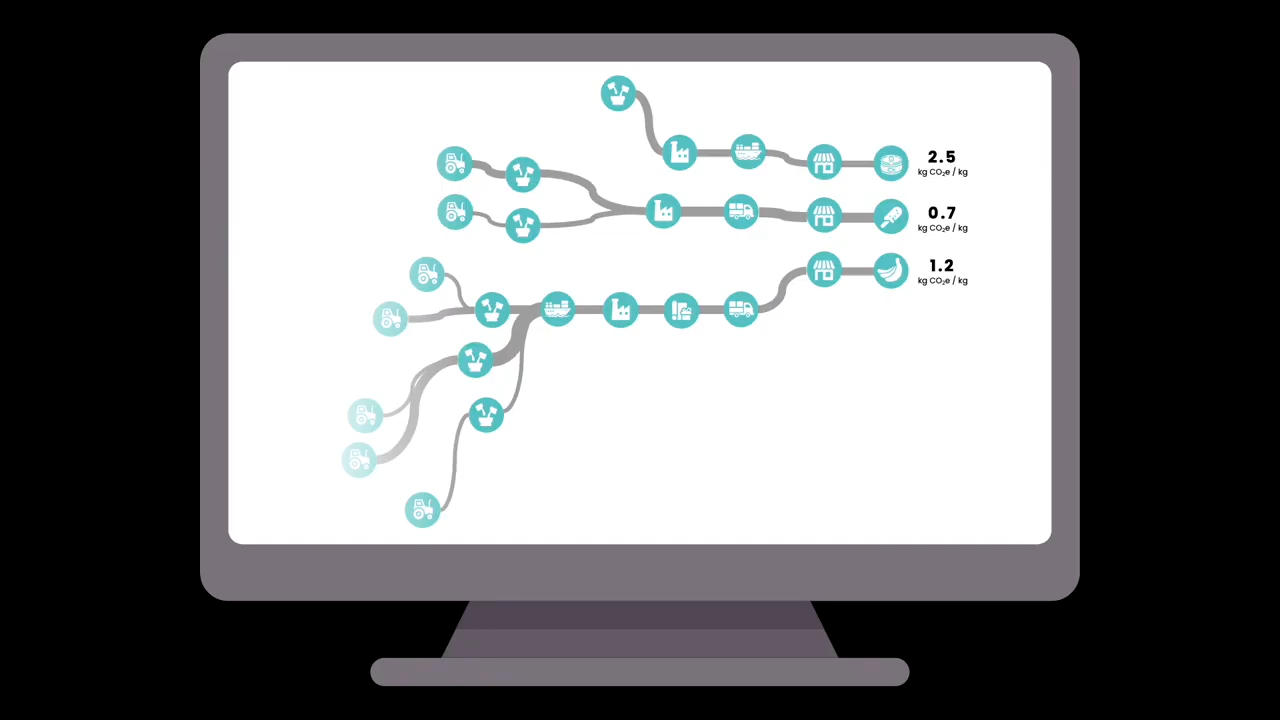 2.5
kg CO₂e / kg
0.7
kg CO₂e / kg
1.2
kg CO₂e / kg